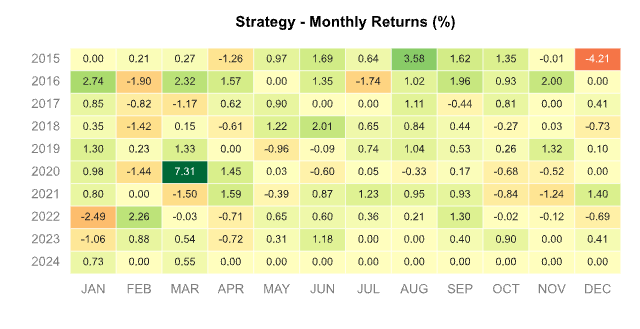 Strategy - Monthly Returns (%)
2015 0.00 0.21 0.27 -1.26 0.97 1.69 0.64 3.58 1.62 1.35 -0.01 -4.21
2016 2.74 -1.90 2.32 1.57 0.00 1.35 -1.74 1.02 1.96 0.93 2.00 0.00
2017 0.85 -0.82 -1.17 0.62 0.90 0.00 0.00 1.11 -0.44 0.81 0.00 0.41
2018 0.35 -1.42 0.15 -0.61 1.22 2.01 0.65 0.84 0.44 -0.27 0.03 -0.73
2019 1.30 0.23 1.33 0.00 -0.96 -0.09 0.74 1.04 0.53 0.26 1.32 0.10
2020 0.98 -1.44 7.31 1.45 0.03 -0.60 0.05 -0.33 0.17 -0.68 -0.52 0.00
2021 0.80 0.00 -1.50 1.59 -0.39 0.87 1.23 0.95 0.93 -0.84 -1.24 1.40
2022 -2.49 2.26 -0.03 -0.71 0.65 0.60 0.36 0.21 1.30 -0.02 -0.12 -0.69
2023 -1.06 0.88 0.54 -0.72 0.31 1.18 0.00 0.00 0.40 0.90 0.00 0.41
2024 0.73 0.00 0.55 0.00 0.00 0.00 0.00 0.00 0.00 0.00 0.00 0.00
JAN FEB MAR APR MAY JUN JUL AUG SEP OCT NOV DEC